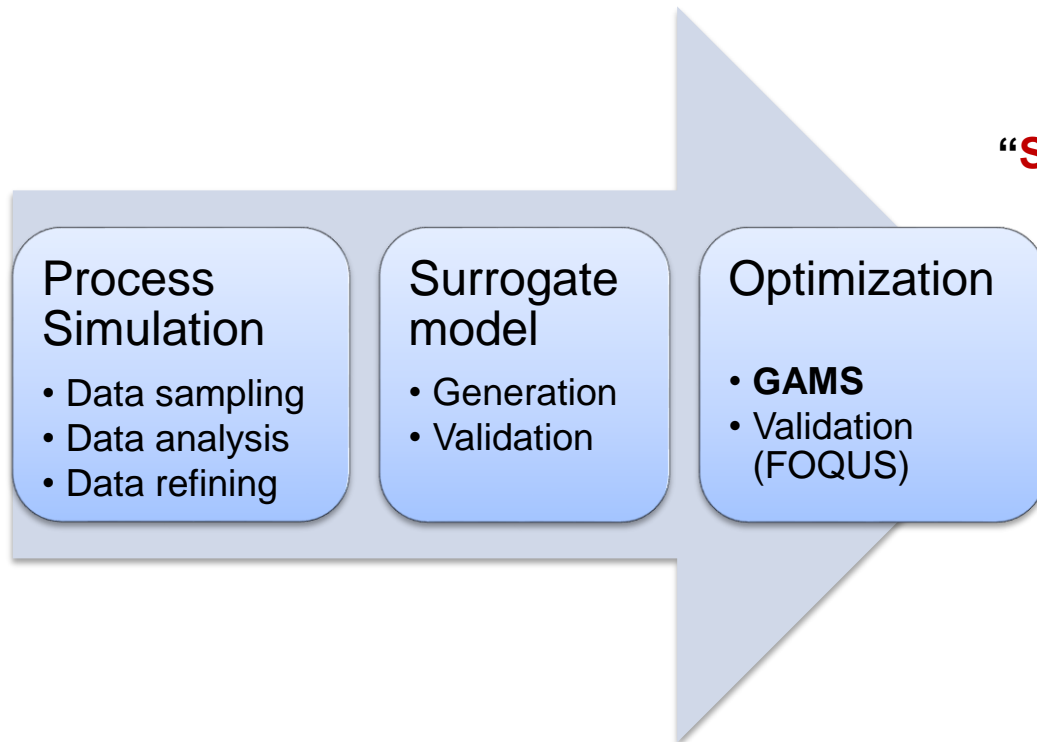 “S
Process
Simulation
• Data sampling
• Data analysis
• Data refining
Surrogate
model
• Generation
• Validation
Optimization
• GAMS
• Validation
(FOQUS)